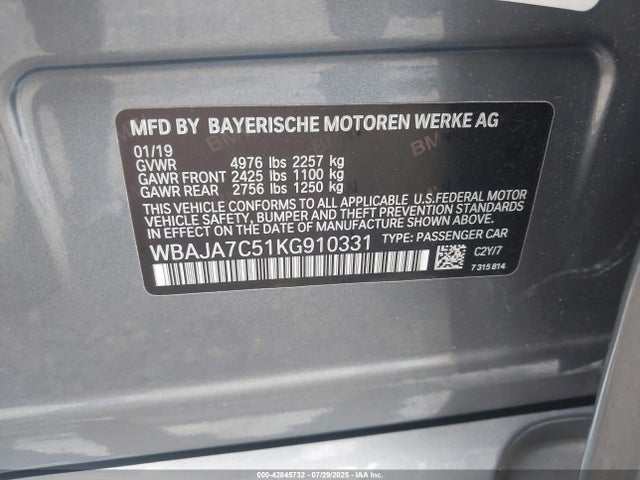 MFD BY BAYERISCHE MOTOREN WERKE AG
01/19
GVWR 4976 lbs 2257 kg
GAWR FRONT 2425 lbs 1100 kg
GAWR REAR 2756 lbs 1250 kg
THIS VEHICLE CONFORMS TO ALL APPLICABLE U.S.FEDERAL MOTOR
VEHICLE SAFETY, BUMPER AND THEFT PREVENTION STANDARDS
IN EFFECT ON THE DATE OF MANUFACTURE SHOWN ABOVE.
WBAJA7C51KG910331 TYPE: PASSENGER CAR
C2Y/7
7 315 814
000-42845732 07/29/2025 IAA HOLDINGS, LLC